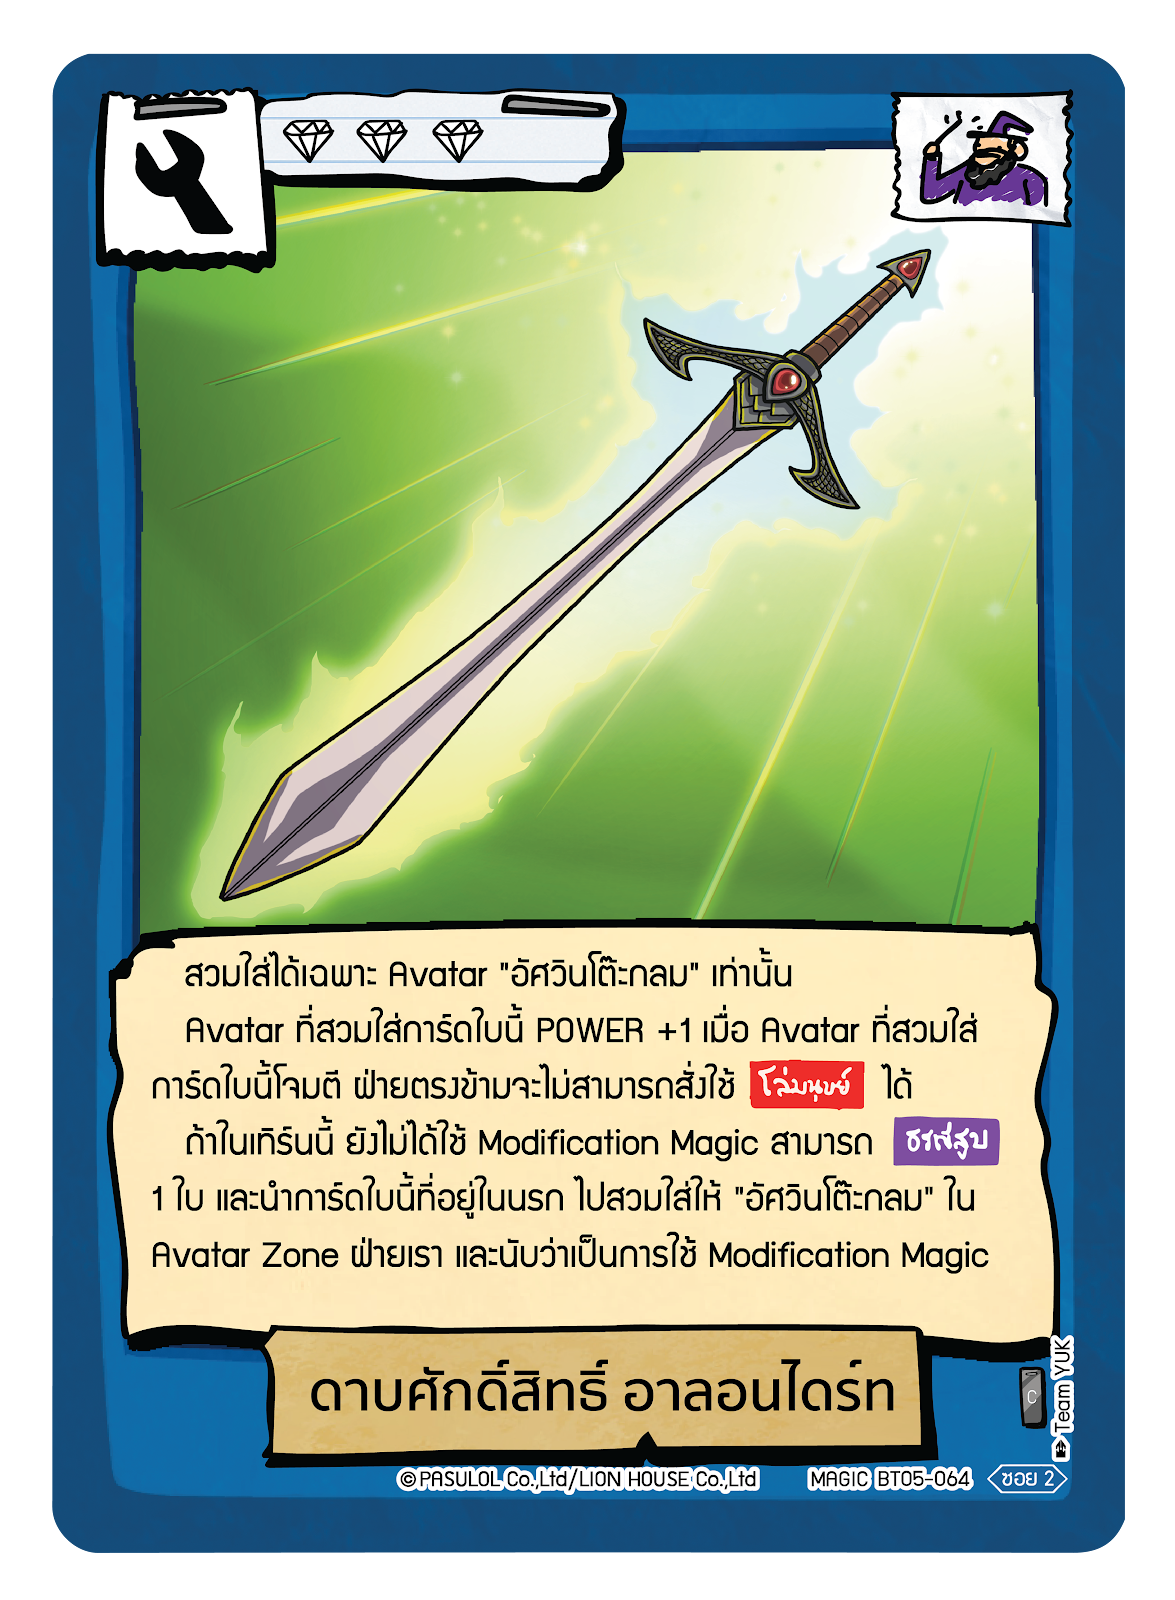 สวมใส่ได้เฉพาะ Avatar "อัศวินโต๊ะกลม" เท่านั้น
Avatar ที่สวมใส่การ์ดใบนี้ POWER +1 เมื่อ Avatar ที่สวมใส่
การ์ดใบนี้โจมตี ฝ่ายตรงข้ามจะไม่สามารถสั่งใช้ โล่มนุษย์ ได้
ถ้าในเทิร์นนี้ ยังไม่ได้ใช้ Modification Magic สามารถ ธรณีสูบ
1 ใบ และนำการ์ดใบนี้ที่อยู่ในนรก ไปสวมใส่ให้ "อัศวินโต๊ะกลม" ใน
Avatar Zone ฝ่ายเรา และนับว่าเป็นการใช้ Modification Magic
ดาบศักดิ์สิทธิ์ อาลอนไดร์ท
C
Team YUK
©PASULOL Co.,Ltd/LION HOUSE Co.,Ltd MAGIC BT05-064 ซอย 2